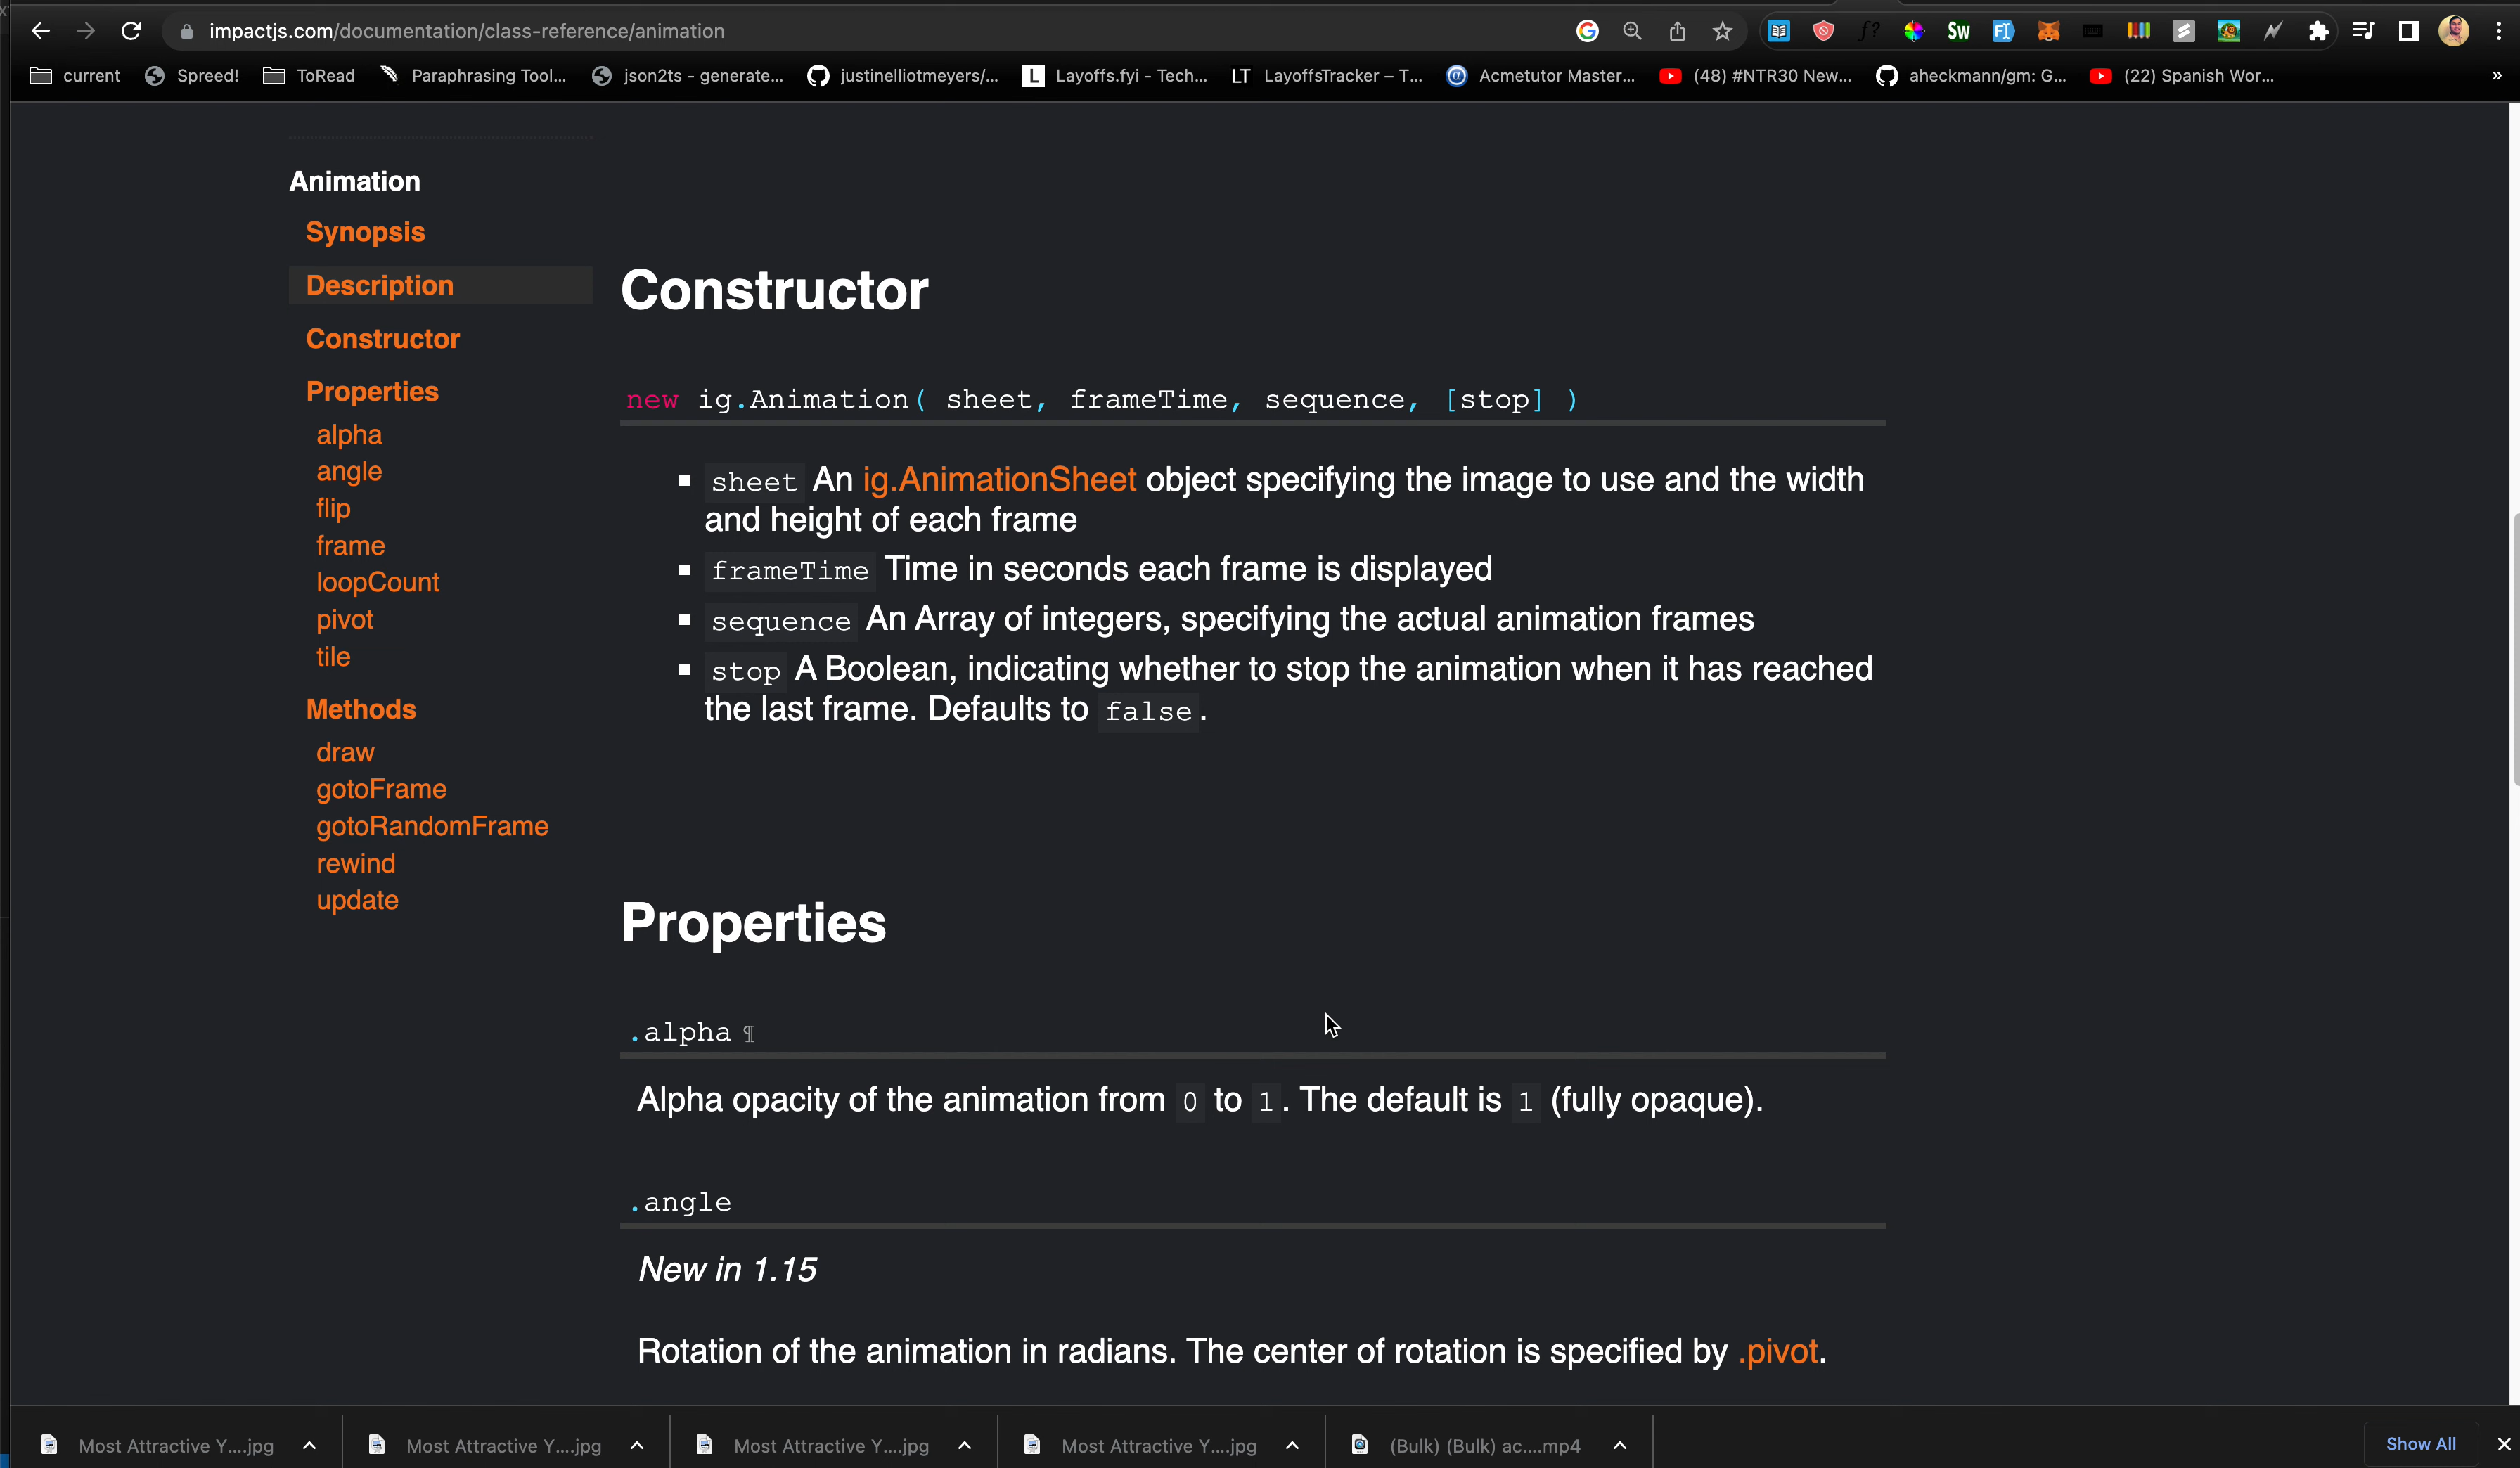 impactjs.com/documentation/class-reference/animation
current Spreed! ToRead Paraphrasing Tool... json2ts - generate... justinelliotmeyers/... Layoffs.fyi - Tech... LT LayoffsTracker – T... Acmetutor Master... (48) #NTR30 New... aheckmann/gm: G... (22) Spanish Wor... »
Animation
Synopsis
Description
Constructor
Properties
alpha
angle
flip
frame
loopCount
pivot
tile
Methods
draw
gotoFrame
gotoRandomFrame
rewind
update
Constructor
new ig.Animation( sheet, frameTime, sequence, [stop] )
sheet An ig.AnimationSheet object specifying the image to use and the width
and height of each frame
frameTime Time in seconds each frame is displayed
sequence An Array of integers, specifying the actual animation frames
stop A Boolean, indicating whether to stop the animation when it has reached
the last frame. Defaults to false.
Properties
.alpha ¶
Alpha opacity of the animation from 0 to 1. The default is 1 (fully opaque).
.angle
New in 1.15
Rotation of the animation in radians. The center of rotation is specified by .pivot.
Most Attractive Y....jpg Most Attractive Y....jpg Most Attractive Y....jpg Most Attractive Y....jpg (Bulk) (Bulk) ac....mp4 Show All